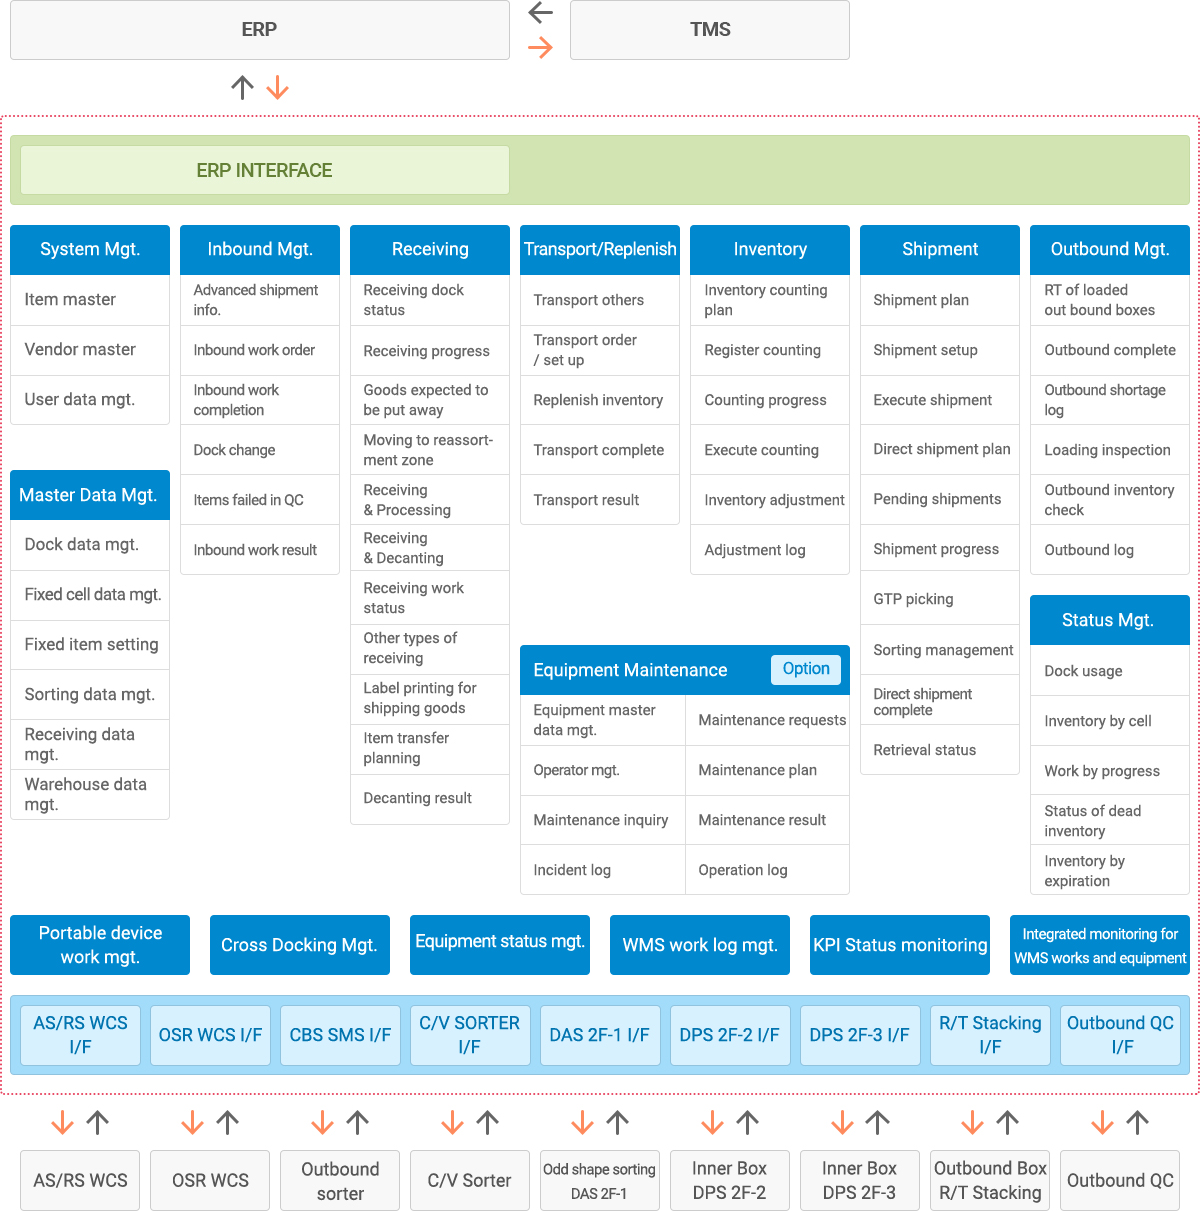 ERP
TMS
ERP INTERFACE
System Mgt.
Item master
Vendor master
User data mgt.
Master Data Mgt.
Dock data mgt.
Fixed cell data mgt.
Fixed item setting
Sorting data mgt.
Receiving data
mgt.
Warehouse data
mgt.
Inbound Mgt.
Advanced shipment
info.
Inbound work order
Inbound work
completion
Dock change
Items failed in QC
Inbound work result
Receiving
Receiving dock
status
Receiving progress
Goods expected to
be put away
Moving to reassort-
ment zone
Receiving
& Processing
Receiving
& Decanting
Receiving work
status
Other types of
receiving
Label printing for
shipping goods
Item transfer
planning
Decanting result
Transport/Replenish
Transport others
Transport order
/ set up
Replenish inventory
Transport complete
Transport result
Inventory
Inventory counting
plan
Register counting
Counting progress
Execute counting
Inventory adjustment
Adjustment log
Equipment Maintenance
Option
Equipment master
data mgt.
Maintenance requests
Operator mgt.
Maintenance plan
Maintenance inquiry
Maintenance result
Incident log
Operation log
Shipment
Shipment plan
Shipment setup
Execute shipment
Direct shipment plan
Pending shipments
Shipment progress
GTP picking
Sorting management
Direct shipment
complete
Retrieval status
Outbound Mgt.
RT of loaded
out bound boxes
Outbound complete
Outbound shortage
log
Loading inspection
Outbound inventory
check
Outbound log
Status Mgt.
Dock usage
Inventory by cell
Work by progress
Status of dead
inventory
Inventory by
expiration
Portable device
work mgt.
Cross Docking Mgt.
Equipment status mgt.
WMS work log mgt.
KPI Status monitoring
Integrated monitoring for
WMS works and equipment
AS/RS WCS
I/F
OSR WCS I/F
CBS SMS I/F
C/V SORTER
I/F
DAS 2F-1 I/F
DPS 2F-2 I/F
DPS 2F-3 I/F
R/T Stacking
I/F
Outbound QC
I/F
AS/RS WCS
OSR WCS
Outbound
sorter
C/V Sorter
Odd shape sorting
DAS 2F-1
Inner Box
DPS 2F-2
Inner Box
DPS 2F-3
Outbound Box
R/T Stacking
Outbound QC